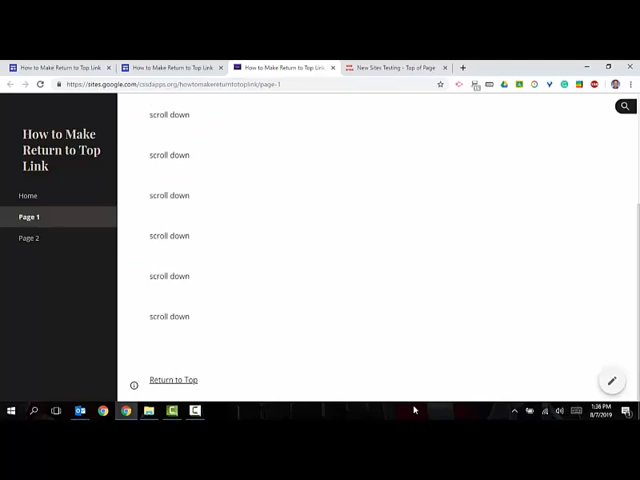 How to Make Return to Top Link
How to Make Return to Top Link
How to Make Return to Top Link
New Sites Testing - Top of Page
https://sites.google.com/cssdapps.org/howtomakereturntotoplink/page-1
How to Make
Return to Top
Link
Home
Page 1
Page 2
scroll down
scroll down
scroll down
scroll down
scroll down
scroll down
Return to Top
1:36 PM
8/7/2019